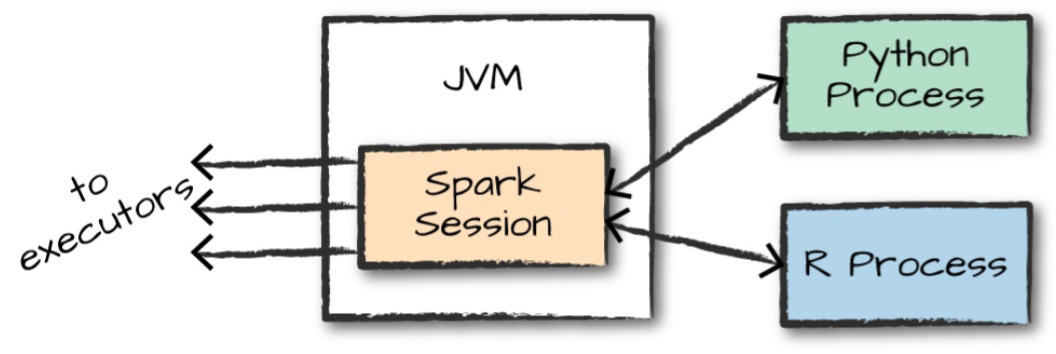 JVM
to
executors
Spark
Session
Python
Process
R Process